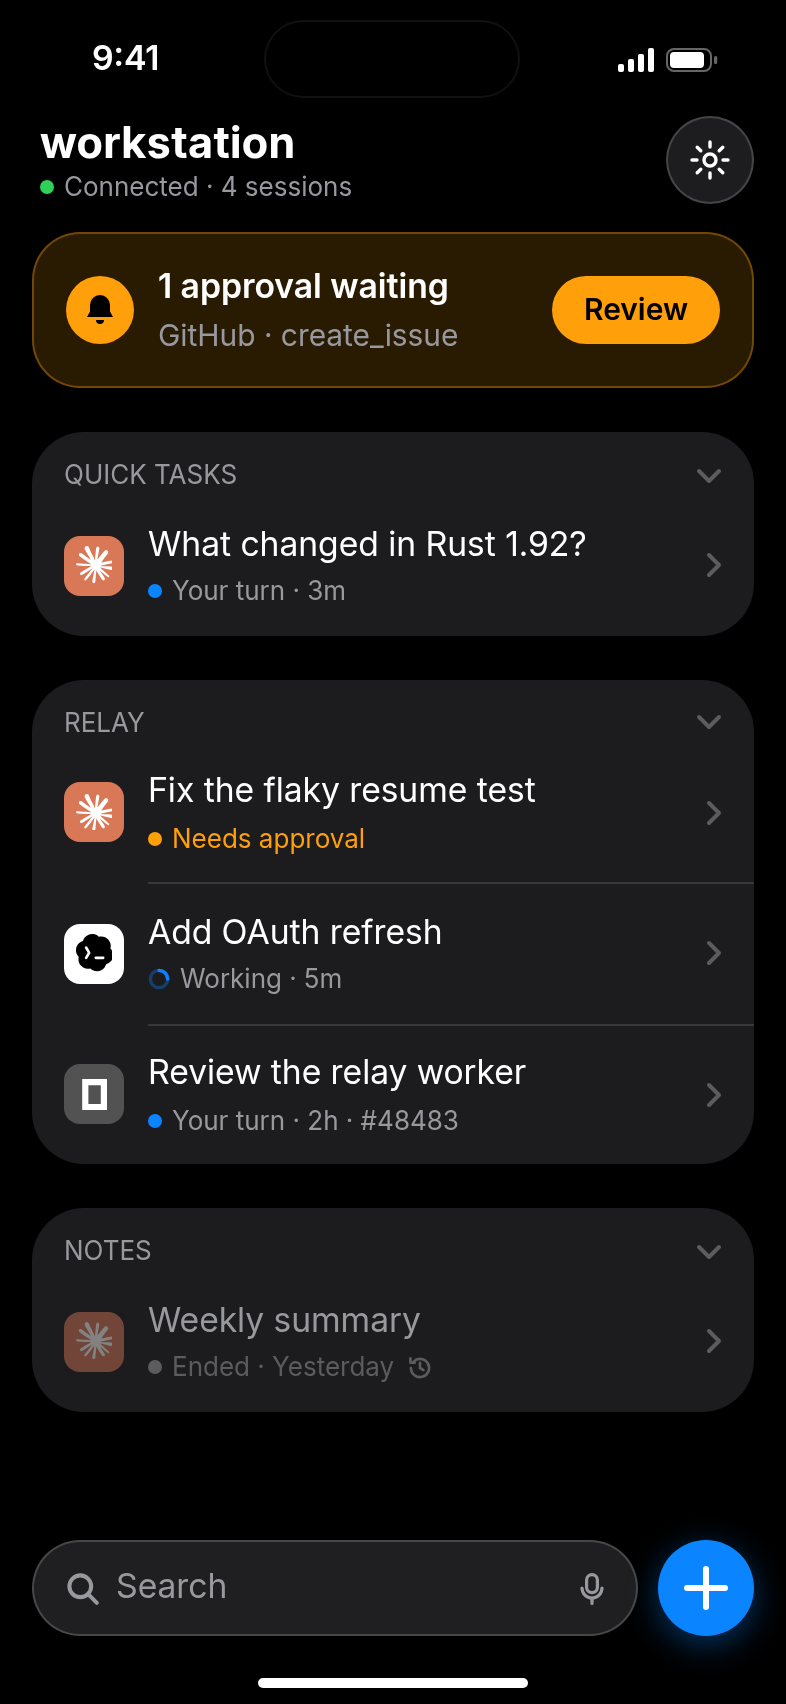 9:41
workstation
Connected · 4 sessions
1 approval waiting
GitHub · create_issue
Review
QUICK TASKS
What changed in Rust 1.92?
Your turn · 3m
RELAY
Fix the flaky resume test
Needs approval
Add OAuth refresh
Working · 5m
Review the relay worker
Your turn · 2h · #48483
NOTES
Weekly summary
Ended · Yesterday
Search